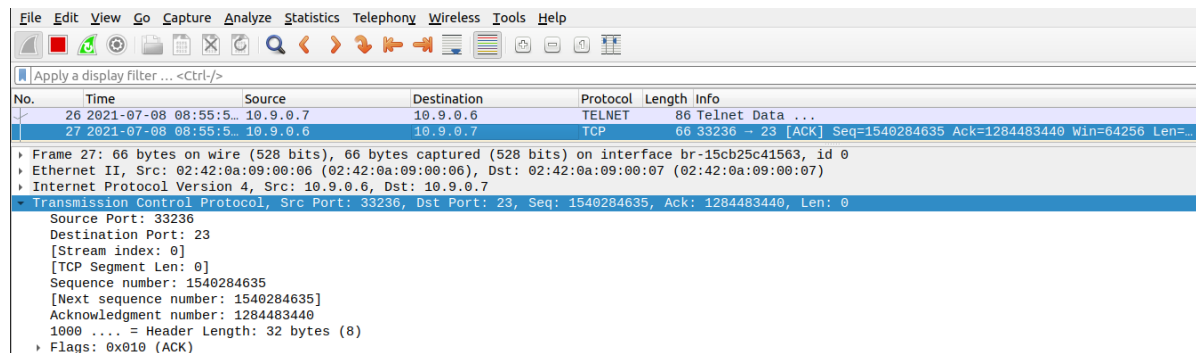 File Edit View Go Capture Analyze Statistics Telephony Wireless Tools Help
Apply a display filter … <Ctrl-/>
No. Time Source Destination Protocol Length Info
26 2021-07-08 08:55:5… 10.9.0.7 10.9.0.6 TELNET 86 Telnet Data ...
27 2021-07-08 08:55:5… 10.9.0.6 10.9.0.7 TCP 66 33236 → 23 [ACK] Seq=1540284635 Ack=1284483440 Win=64256 Len=…
Frame 27: 66 bytes on wire (528 bits), 66 bytes captured (528 bits) on interface br-15cb25c41563, id 0
Ethernet II, Src: 02:42:0a:09:00:06 (02:42:0a:09:00:06), Dst: 02:42:0a:09:00:07 (02:42:0a:09:00:07)
Internet Protocol Version 4, Src: 10.9.0.6, Dst: 10.9.0.7
Transmission Control Protocol, Src Port: 33236, Dst Port: 23, Seq: 1540284635, Ack: 1284483440, Len: 0
Source Port: 33236
Destination Port: 23
[Stream index: 0]
[TCP Segment Len: 0]
Sequence number: 1540284635
[Next sequence number: 1540284635]
Acknowledgment number: 1284483440
1000 .... = Header Length: 32 bytes (8)
Flags: 0x010 (ACK)